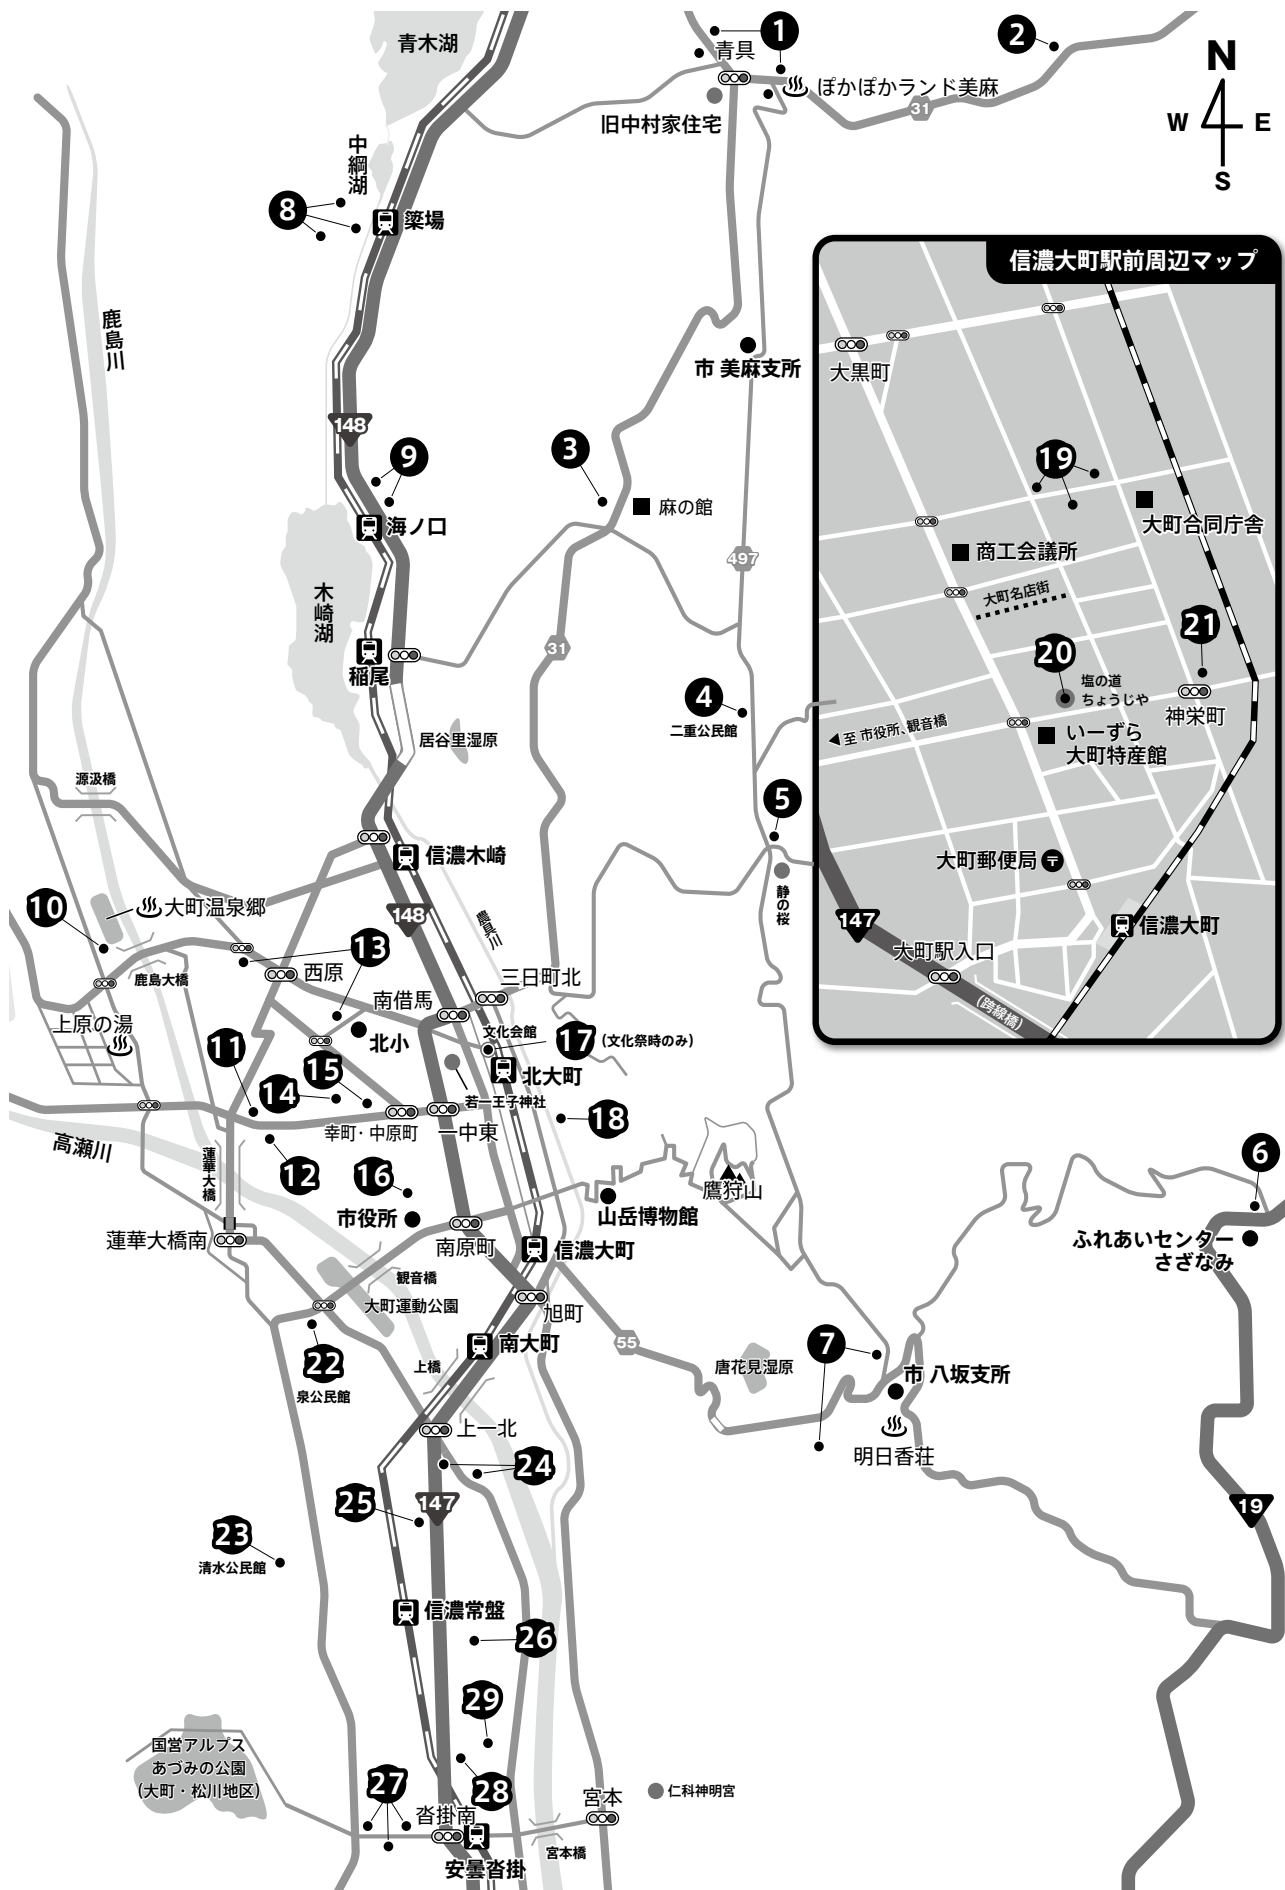 青木湖
1
青具
2
ぽかぽかランド美麻
31
旧中村家住宅
N
W
E
S
中綱湖
8
簗場
鹿島川
市 美麻支所
148
9
海ノ口
3
麻の館
497
木崎湖
稲尾
31
4
二重公民館
居谷里湿原
源汲橋
5
静の桜
信濃木崎
10
大町温泉郷
148
農具川
13
鹿島大橋
西原
三日町北
南借馬
文化会館
17
(文化祭時のみ)
上原の湯
北小
北大町
11
15
14
若一王子神社
18
幸町・中原町
一中東
高瀬川
蓮華大橋
12
16
市役所
山岳博物館
鷹狩山
蓮華大橋南
南原町
信濃大町
6
ふれあいセンター
さざなみ
観音橋
大町運動公園
旭町
22
泉公民館
上橋
南大町
55
唐花見湿原
7
市 八坂支所
明日香荘
上一北
24
25
147
19
23
清水公民館
信濃常盤
26
29
国営アルプス
あづみの公園
(大町・松川地区)
27
28
沓掛南
宮本
仁科神明宮
宮本橋
安曇沓掛
信濃大町駅前周辺マップ
大黒町
19
大町合同庁舎
商工会議所
大町名店街
21
20
塩の道
ちょうじや
神栄町
至 市役所、観音橋
いーずら
大町特産館
大町郵便局
〒
147
信濃大町
大町駅入口
(跨線橋)